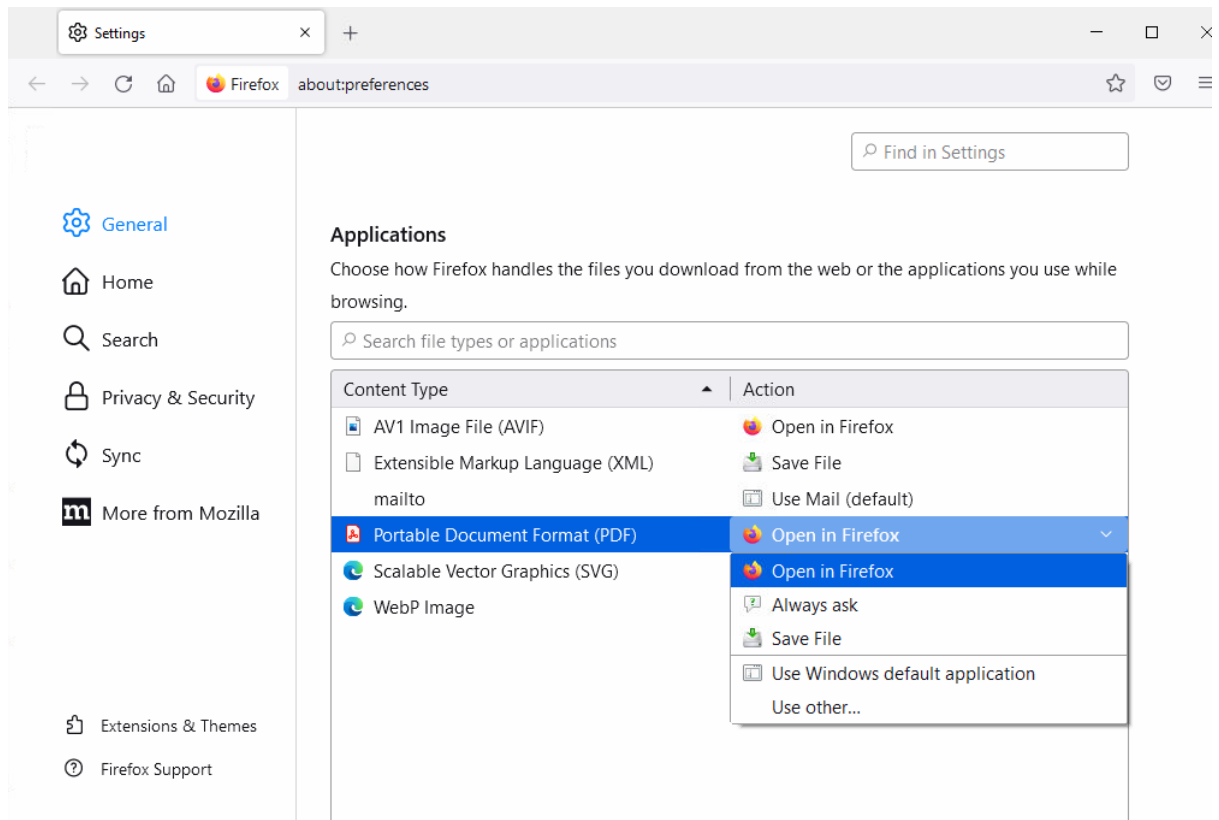 Settings
Firefox about:preferences
Find in Settings
General
Home
Search
Privacy & Security
Sync
m More from Mozilla
Extensions & Themes
Firefox Support
Applications
Choose how Firefox handles the files you download from the web or the applications you use while
browsing.
Search file types or applications
Content Type Action
AV1 Image File (AVIF) Open in Firefox
Extensible Markup Language (XML) Save File
mailto Use Mail (default)
Portable Document Format (PDF) Open in Firefox
Scalable Vector Graphics (SVG) Open in Firefox
WebP Image Always ask
Save File
Use Windows default application
Use other...